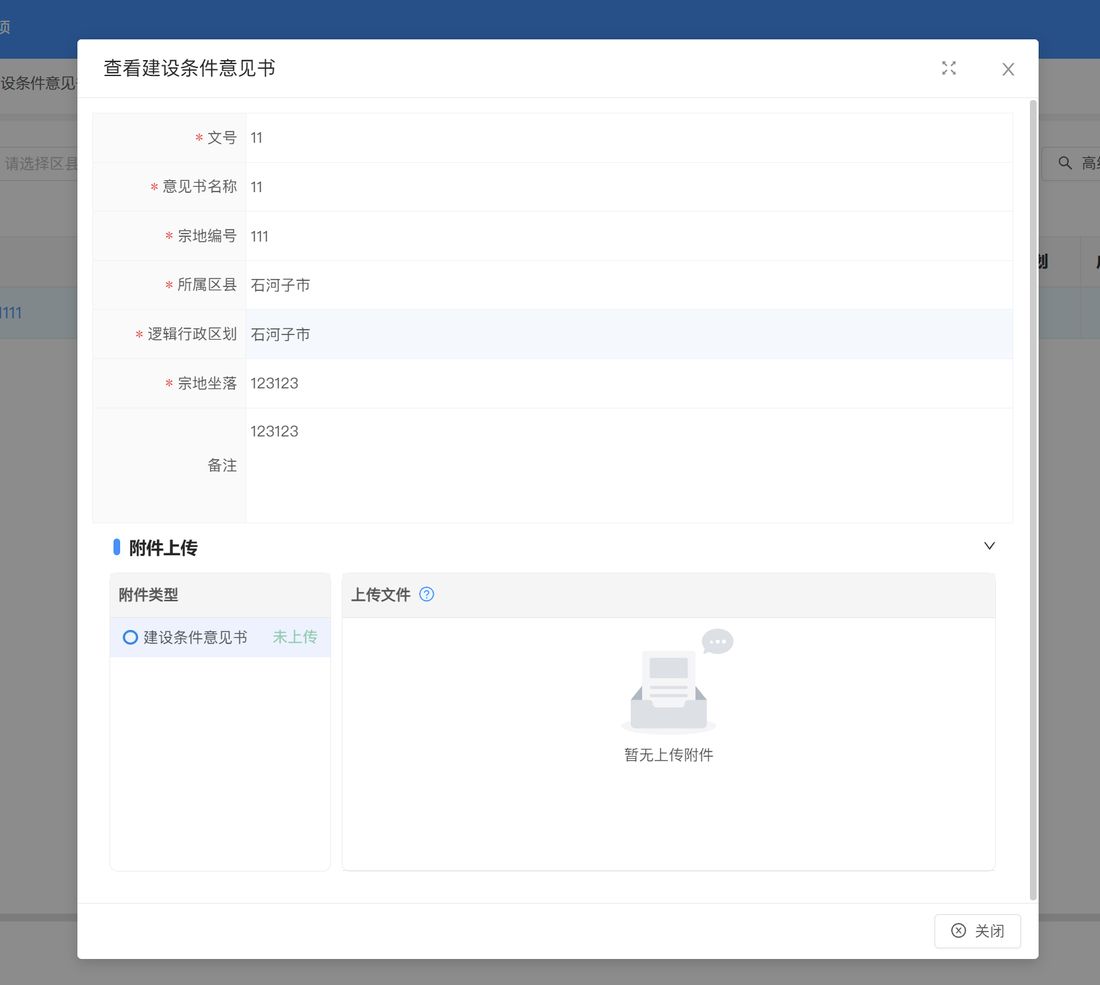 项
查看建设条件意见书
设条件意见
请选择区县
高
* 文号 11
* 意见书名称 11
* 宗地编号 111
* 所属区县 石河子市
划
1111
* 逻辑行政区划 石河子市
* 宗地坐落 123123
备注 123123
附件上传
附件类型
上传文件
建设条件意见书 未上传
暂无上传附件
关闭